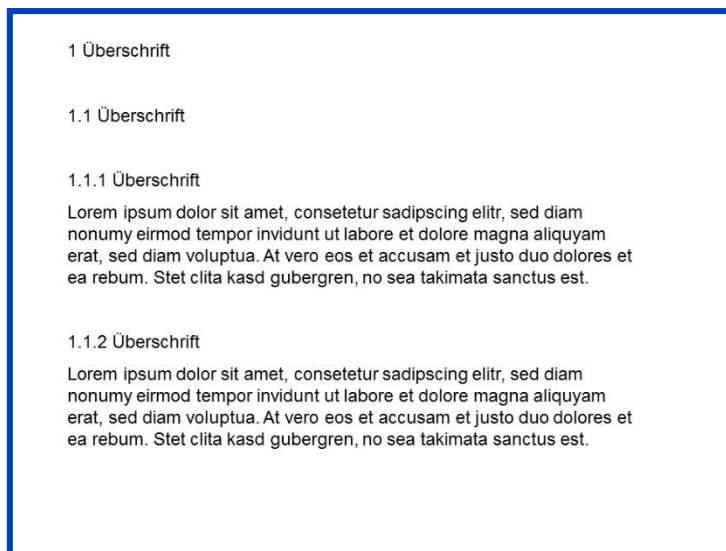 1 Überschrift
1.1 Überschrift
1.1.1 Überschrift
Lorem ipsum dolor sit amet, consetetur sadipscing elitr, sed diam
nonumy eirmod tempor invidunt ut labore et dolore magna aliquyam
erat, sed diam voluptua. At vero eos et accusam et justo duo dolores et
ea rebum. Stet clita kasd gubergren, no sea takimata sanctus est.
1.1.2 Überschrift
Lorem ipsum dolor sit amet, consetetur sadipscing elitr, sed diam
nonumy eirmod tempor invidunt ut labore et dolore magna aliquyam
erat, sed diam voluptua. At vero eos et accusam et justo duo dolores et
ea rebum. Stet clita kasd gubergren, no sea takimata sanctus est.